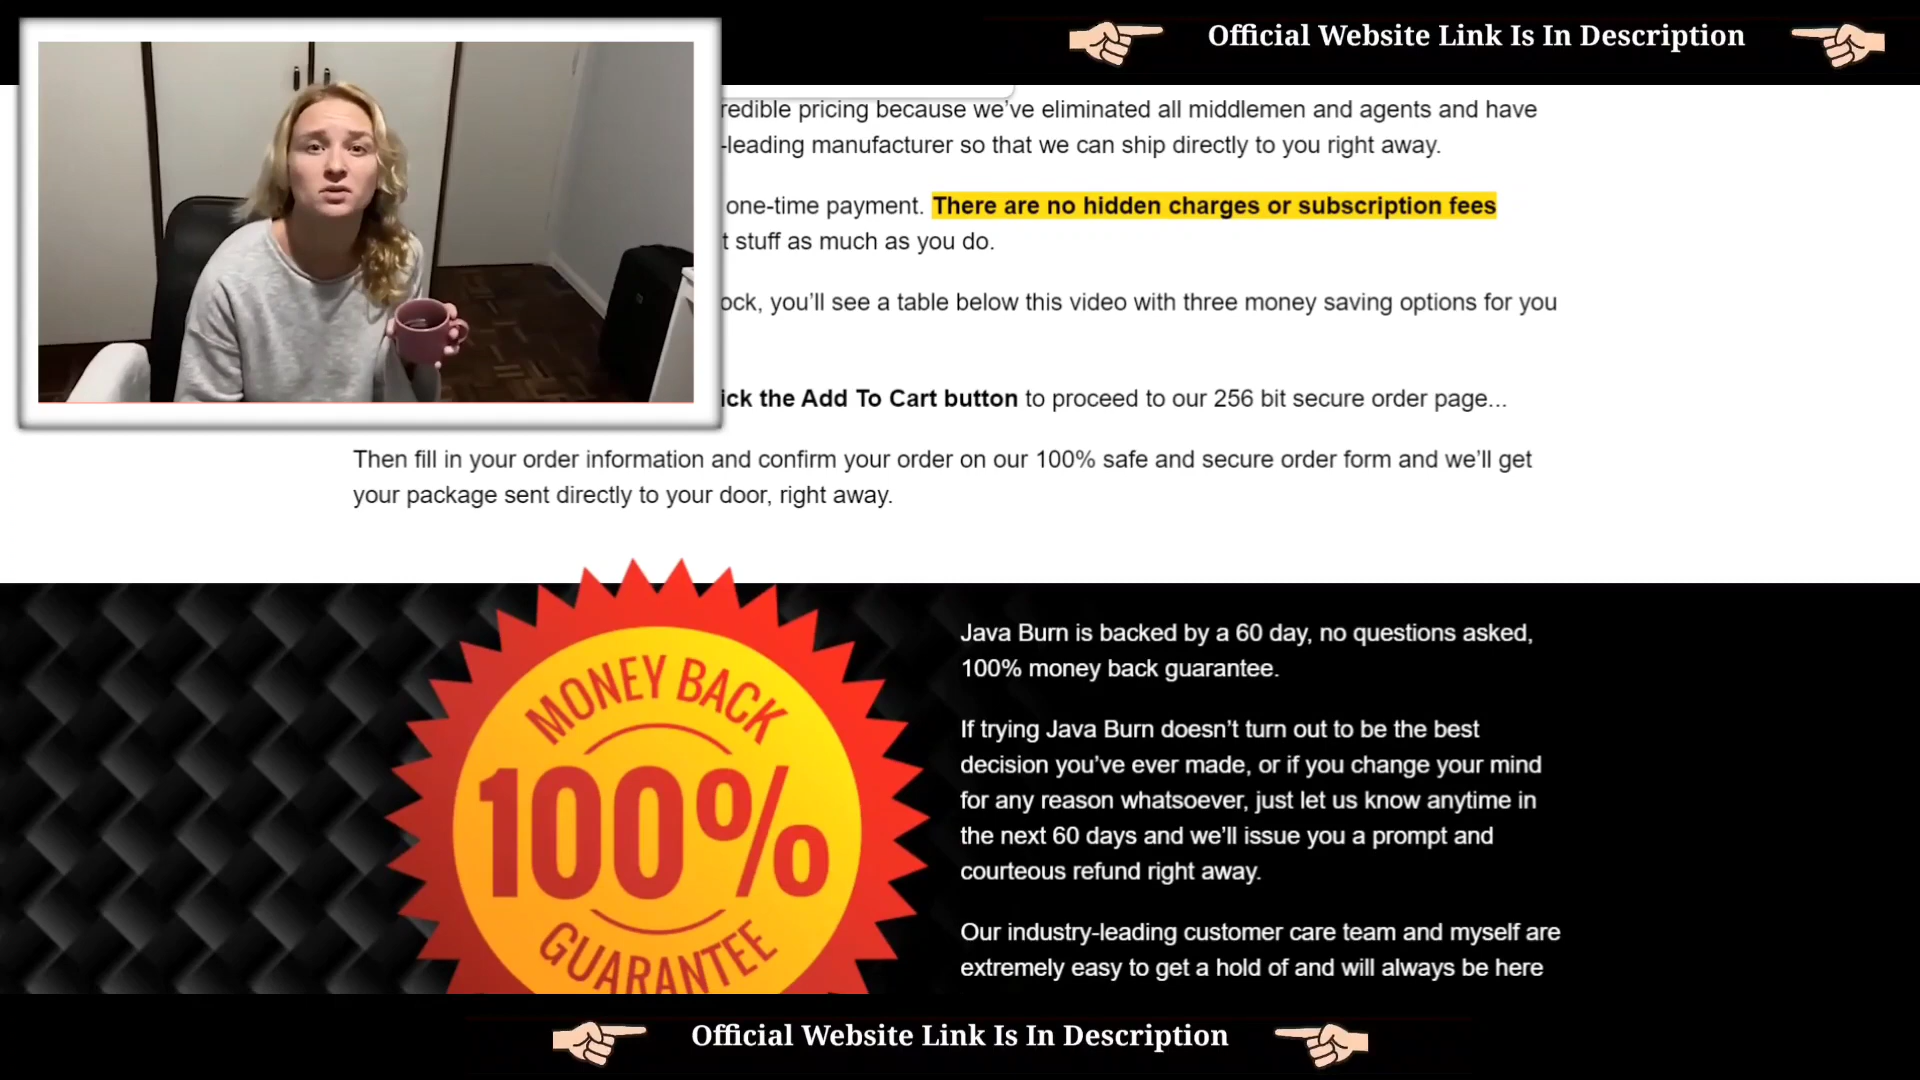 Official Website Link Is In Description
redible pricing because we've eliminated all middlemen and agents and have
-leading manufacturer so that we can ship directly to you right away.
one-time payment. There are no hidden charges or subscription fees
t stuff as much as you do.
ock, you'll see a table below this video with three money saving options for you
ick the Add To Cart button to proceed to our 256 bit secure order page...
Then fill in your order information and confirm your order on our 100% safe and secure order form and we'll get
your package sent directly to your door, right away.
MONEY BACK
100%
GUARANTEE
Java Burn is backed by a 60 day, no questions asked,
100% money back guarantee.
If trying Java Burn doesn't turn out to be the best
decision you've ever made, or if you change your mind
for any reason whatsoever, just let us know anytime in
the next 60 days and we'll issue you a prompt and
courteous refund right away.
Our industry-leading customer care team and myself are
extremely easy to get a hold of and will always be here
Official Website Link Is In Description